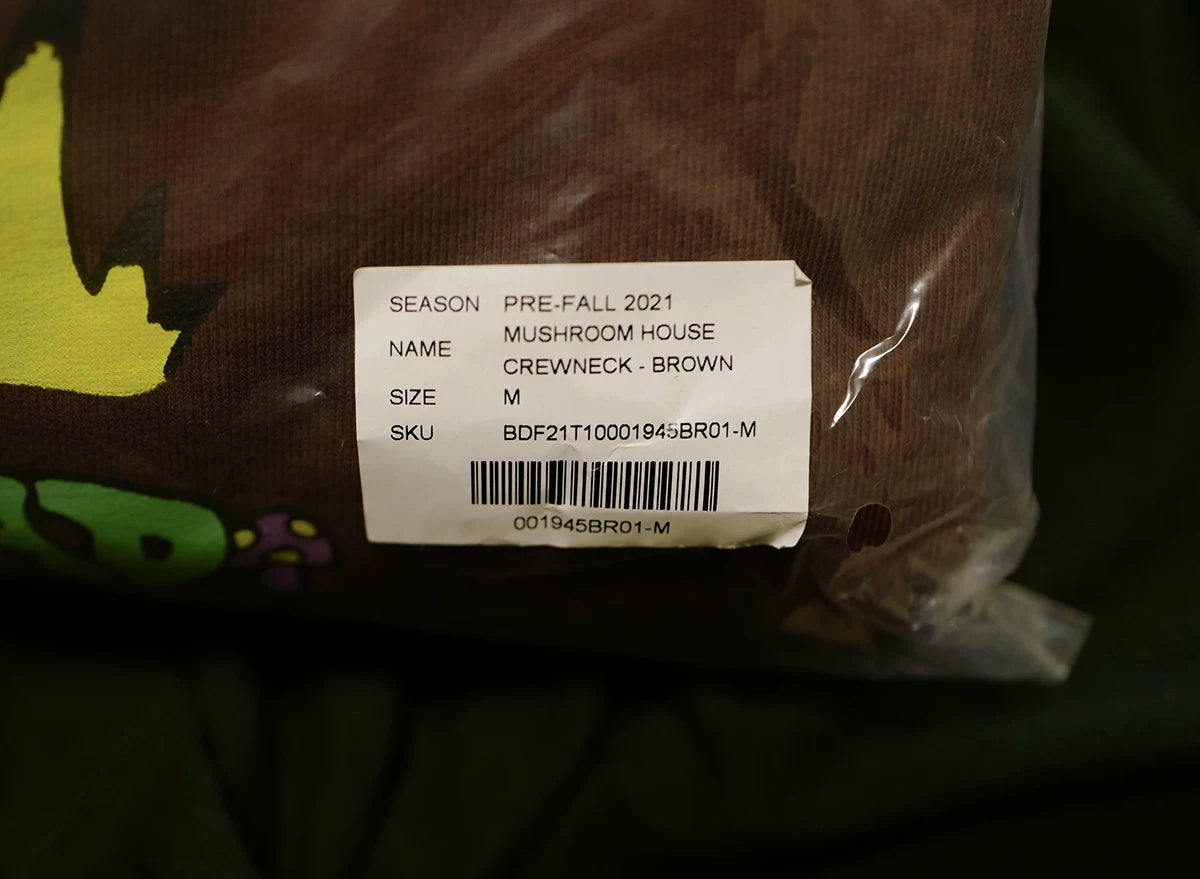 SEASON PRE-FALL 2021
NAME MUSHROOM HOUSE
CREWNECK - BROWN
SIZE M
SKU BDF21T10001945BR01-M
001945BR01-M